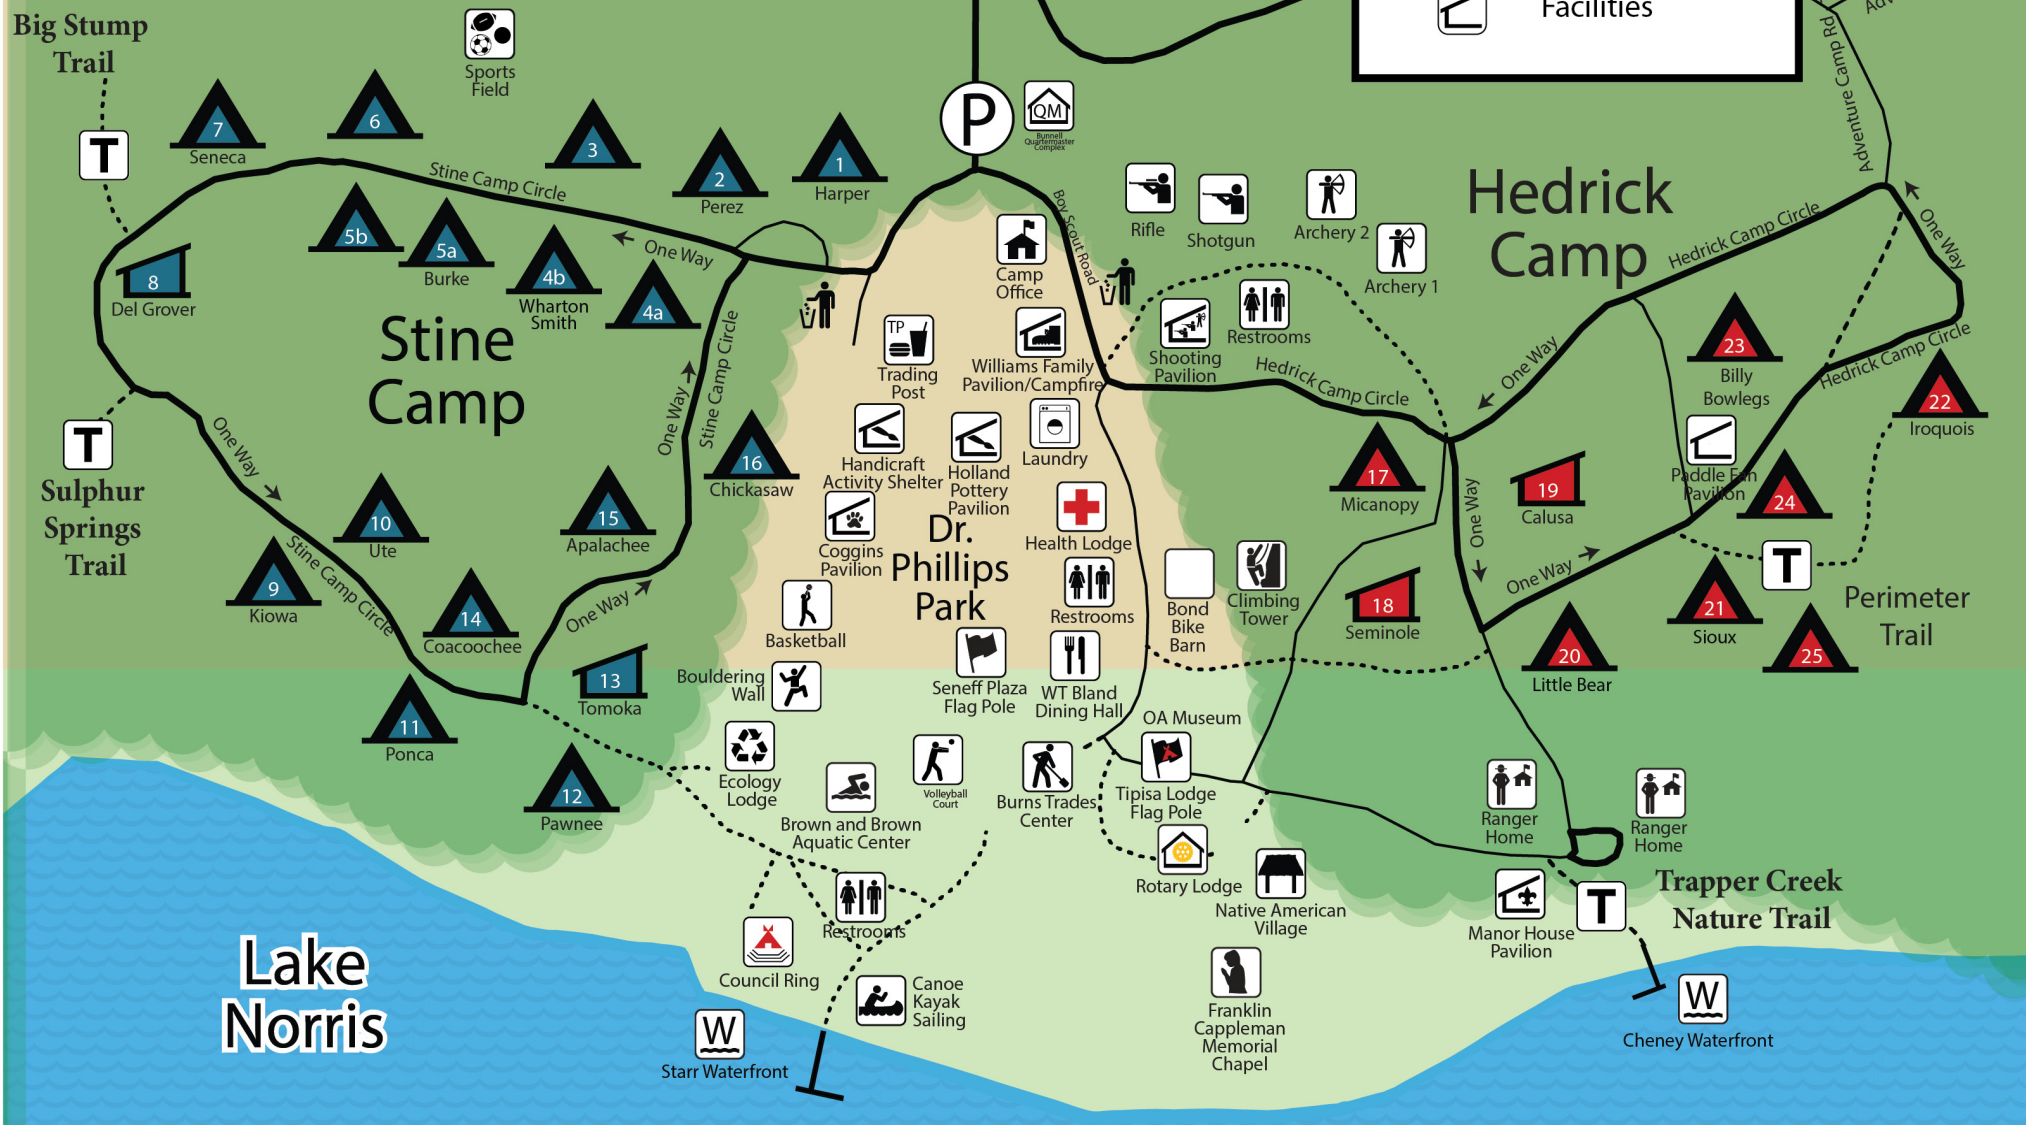 Big Stump
Trail
T
Sports
Field
7
Seneca
6
3
2
Perez
1
Harper
P
QM
Bunnell
Quartermaster
Complex
Facilities
Adventure Camp Rd
Stine Camp Circle
One Way
5b
5a
Burke
4b
Wharton
Smith
4a
8
Del Grover
Stine
Camp
T
Sulphur
Springs
Trail
One Way
Stine Camp Circle
9
Kiowa
10
Ute
15
Apalachee
14
Coacoochee
One Way
One Way
Stine Camp Circle
16
Chickasaw
13
Tomoka
11
Ponca
12
Pawnee
Boy Scout Road
Camp
Office
TP
Trading
Post
Williams Family
Pavilion/Campfire
Handicraft
Activity Shelter
Holland
Pottery
Pavilion
Laundry
Coggins
Pavilion
Dr.
Phillips
Park
Health Lodge
Restrooms
Basketball
Bouldering
Wall
Seneff Plaza
Flag Pole
WT Bland
Dining Hall
Bond
Bike
Barn
Climbing
Tower
Rifle
Shotgun
Archery 2
Archery 1
Shooting
Pavilion
Restrooms
Hedrick Camp Circle
Hedrick
Camp
Hedrick Camp Circle
One Way
One Way
Hedrick Camp Circle
23
Billy
Bowlegs
22
Iroquois
Paddle Fan
Pavilion
24
17
Micanopy
19
Calusa
One Way
One Way
18
Seminole
20
Little Bear
21
Sioux
25
T
Perimeter
Trail
Ecology
Lodge
Brown and Brown
Aquatic Center
Volleyball
Court
Burns Trades
Center
OA Museum
Tipisa Lodge
Flag Pole
Rotary Lodge
Native American
Village
Ranger
Home
Ranger
Home
Manor House
Pavilion
T
Trapper Creek
Nature Trail
Restrooms
Council Ring
Canoe
Kayak
Sailing
W
Starr Waterfront
Franklin
Cappleman
Memorial
Chapel
W
Cheney Waterfront
Lake
Norris